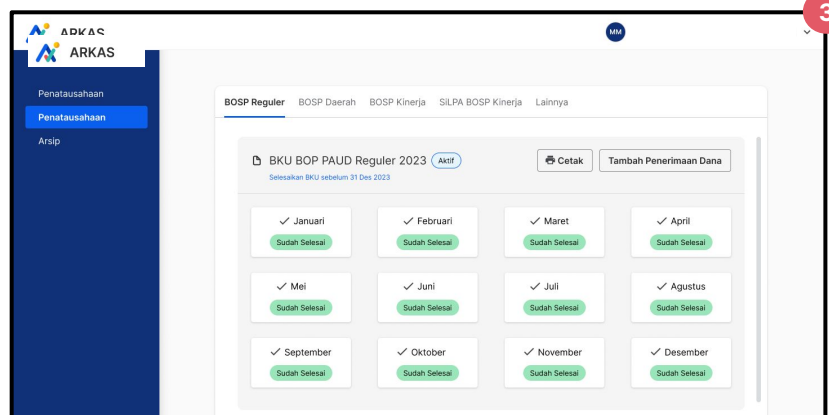 3
ARKAS
ARKAS
MM
Penatausahaan
Penatausahaan
Arsip
BOSP Reguler BOSP Daerah BOSP Kinerja SiLPA BOSP Kinerja Lainnya
BKU BOP PAUD Reguler 2023 Aktif
Selesaikan BKU sebelum 31 Des 2023
Cetak Tambah Penerimaan Dana
Januari Februari Maret April
Sudah Selesai Sudah Selesai Sudah Selesai Sudah Selesai
Mei Juni Juli Agustus
Sudah Selesai Sudah Selesai Sudah Selesai Sudah Selesai
September Oktober November Desember
Sudah Selesai Sudah Selesai Sudah Selesai Sudah Selesai